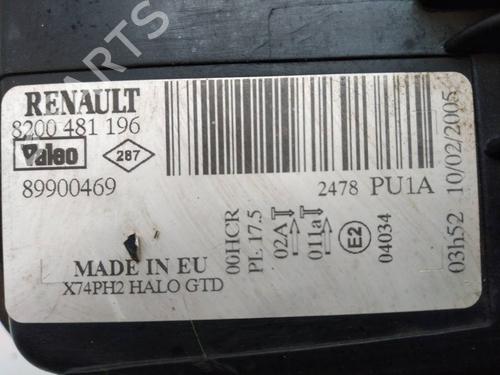 RENAULT
8200 481 196
Valeo
287
89900469
2478 PU1A
00HCR
PL 17.5
02A
011a
E2
04034
03h52 10/02/2005
MADE IN EU
X74PH2 HALO GTD
PARTS